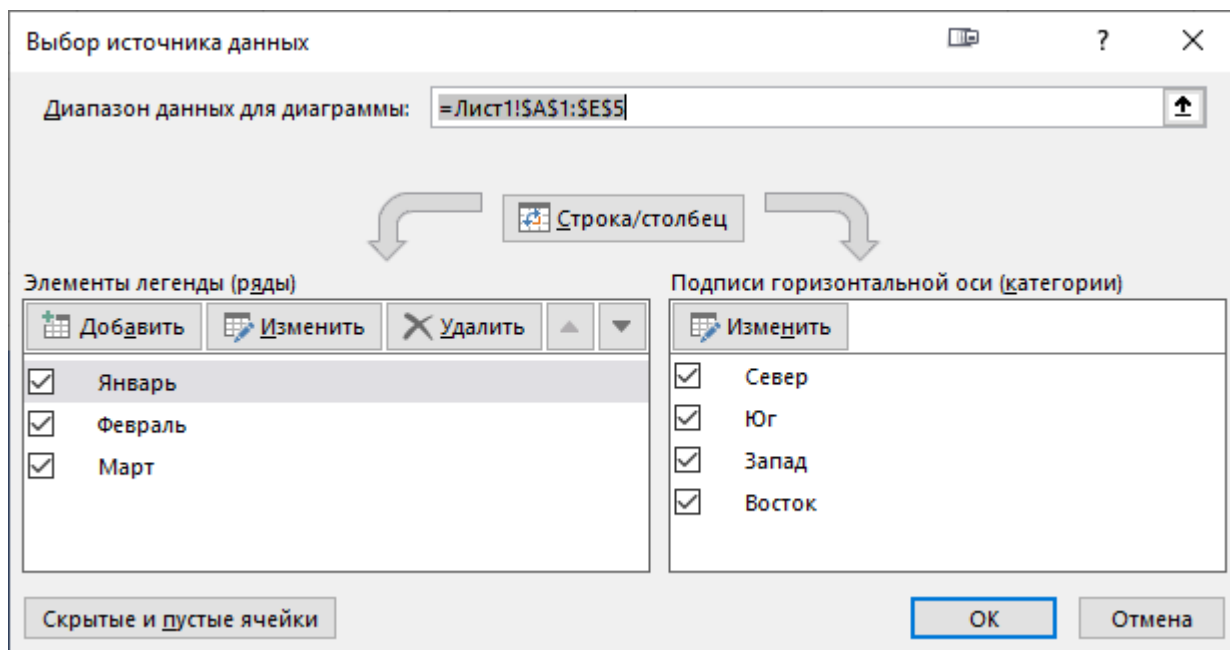 Выбор источника данных
?
Диапазон данных для диаграммы: =Лист1!$A$1:$E$5
Строка/столбец
Элементы легенды (ряды)
Добавить Изменить Удалить
Январь
Февраль
Март
Подписи горизонтальной оси (категории)
Изменить
Север
Юг
Запад
Восток
Скрытые и пустые ячейки
ОК Отмена